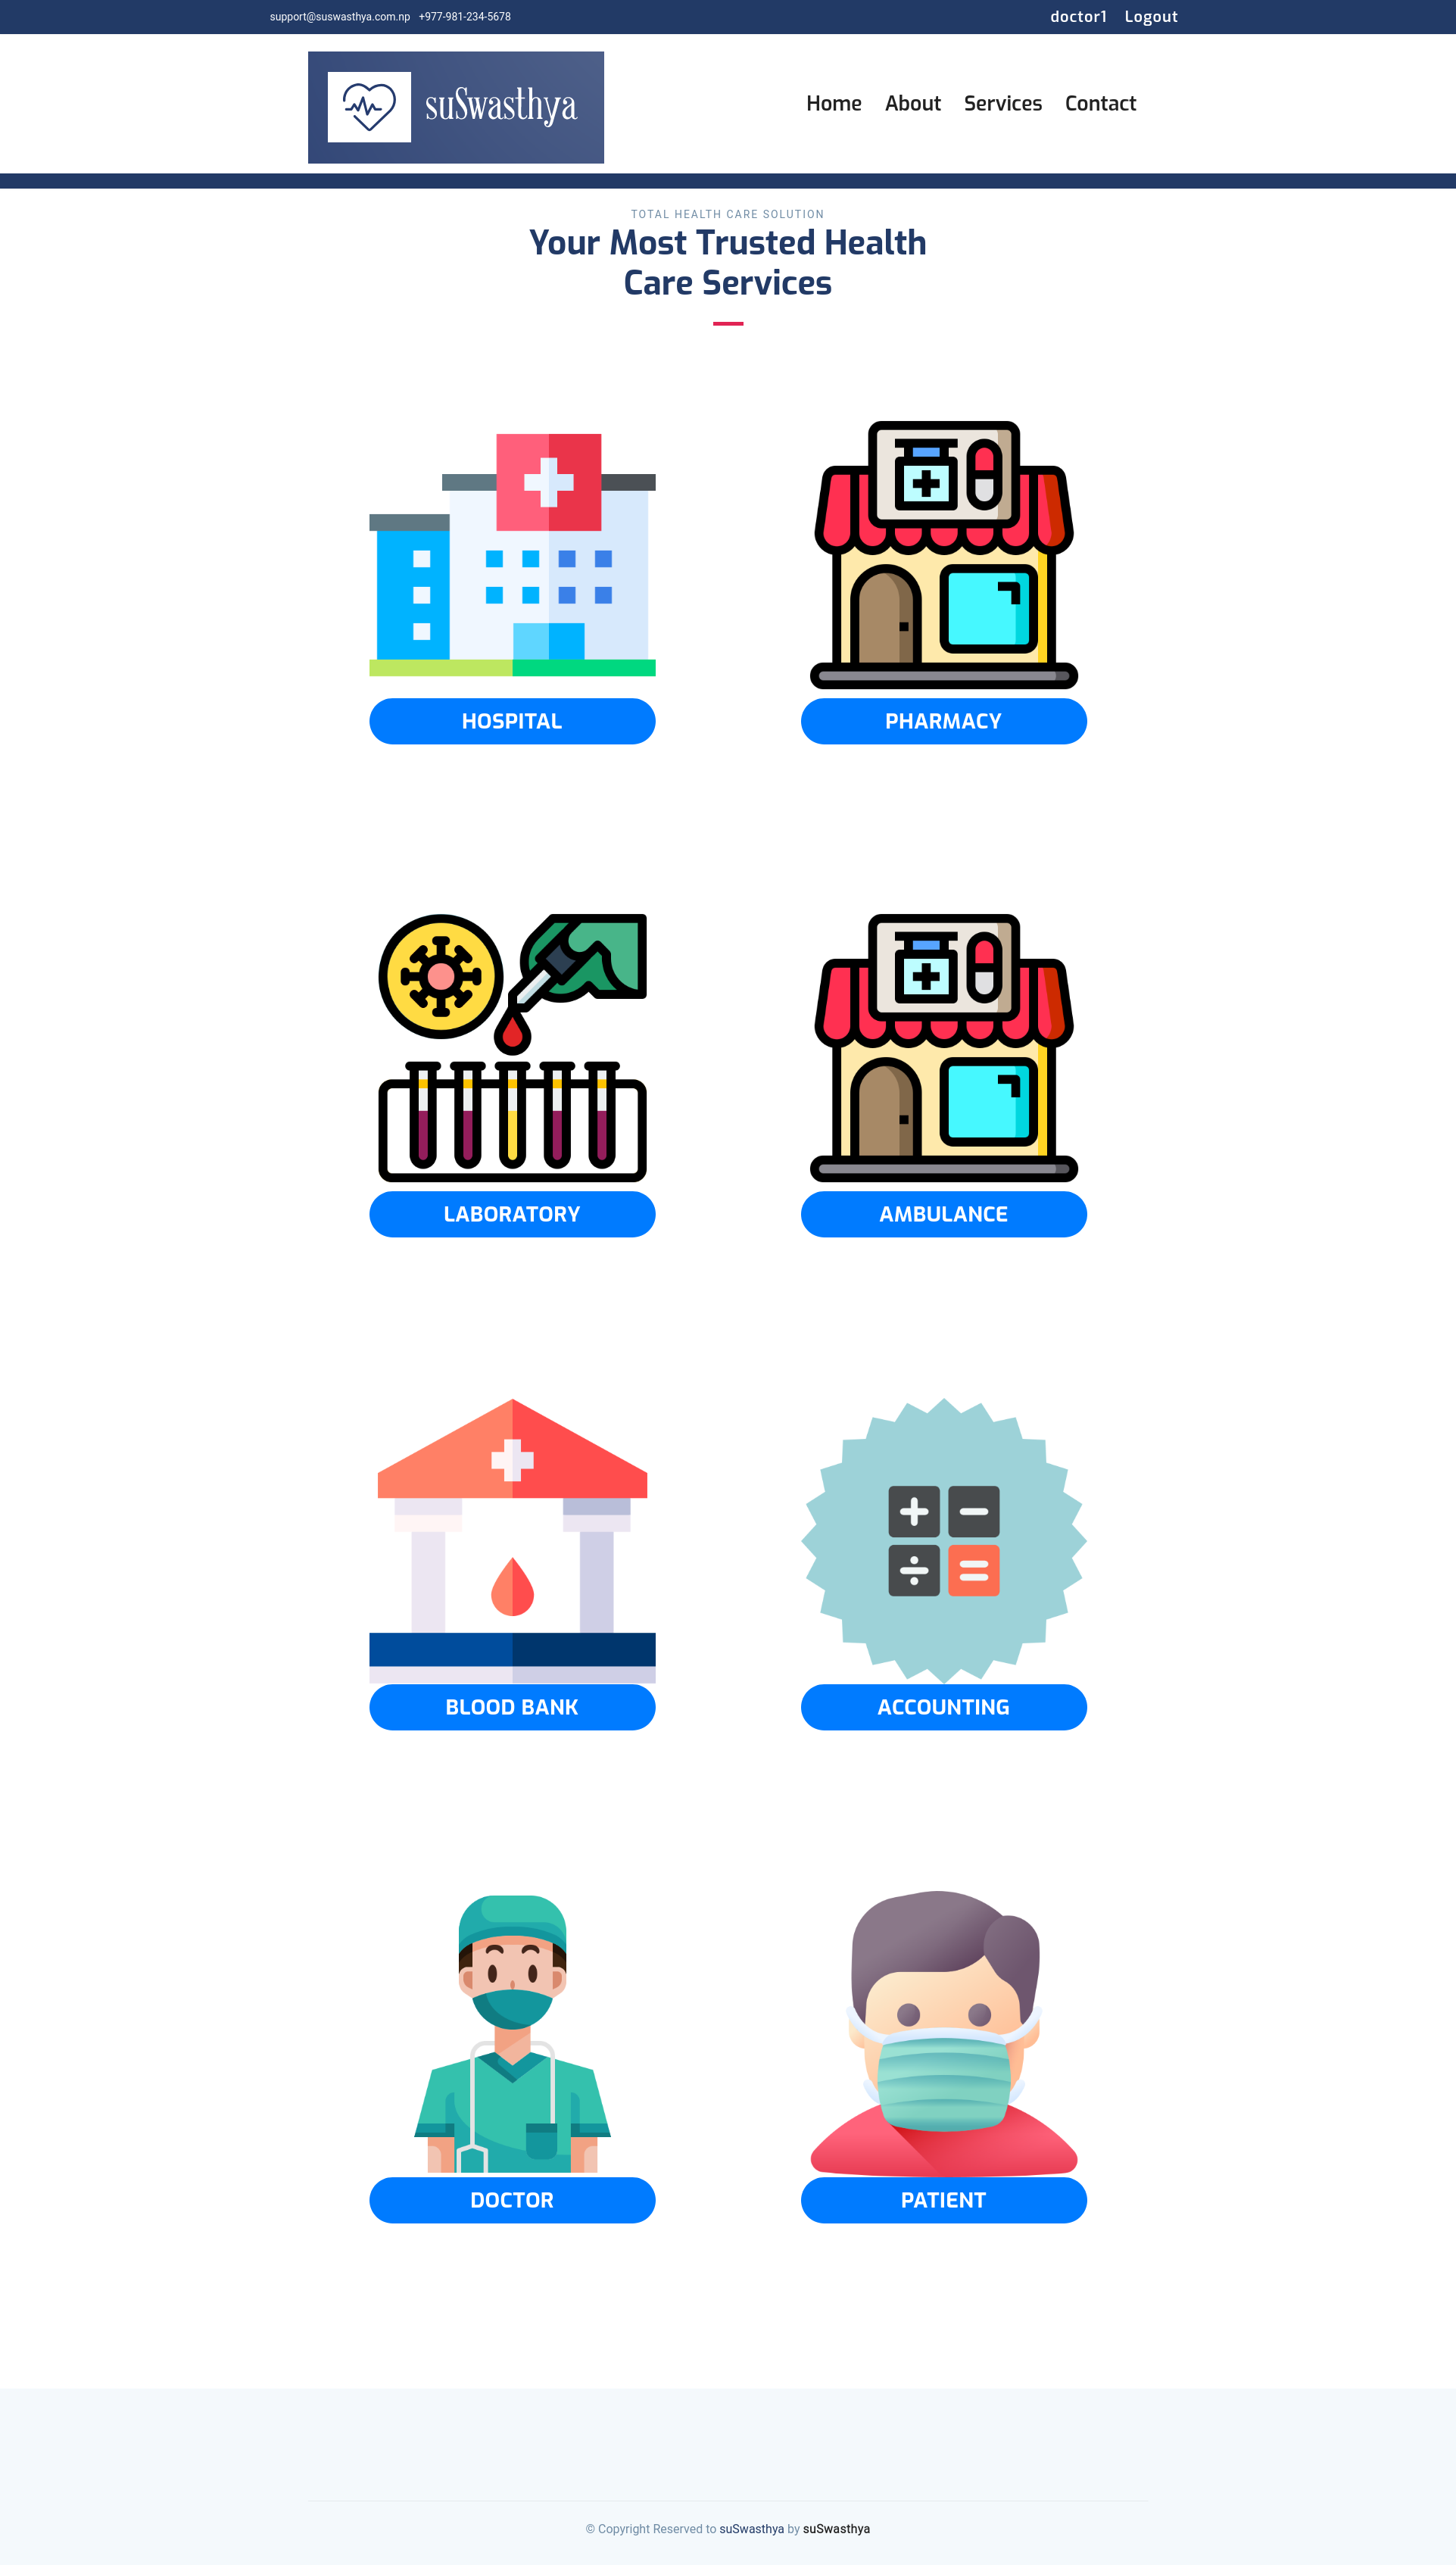 support@suswasthya.com.np +977-981-234-5678
doctor1 Logout
suSwasthya
Home About Services Contact
TOTAL HEALTH CARE SOLUTION
Your Most Trusted Health
Care Services
HOSPITAL
PHARMACY
LABORATORY
AMBULANCE
BLOOD BANK
ACCOUNTING
DOCTOR
PATIENT
© Copyright Reserved to suSwasthya by suSwasthya